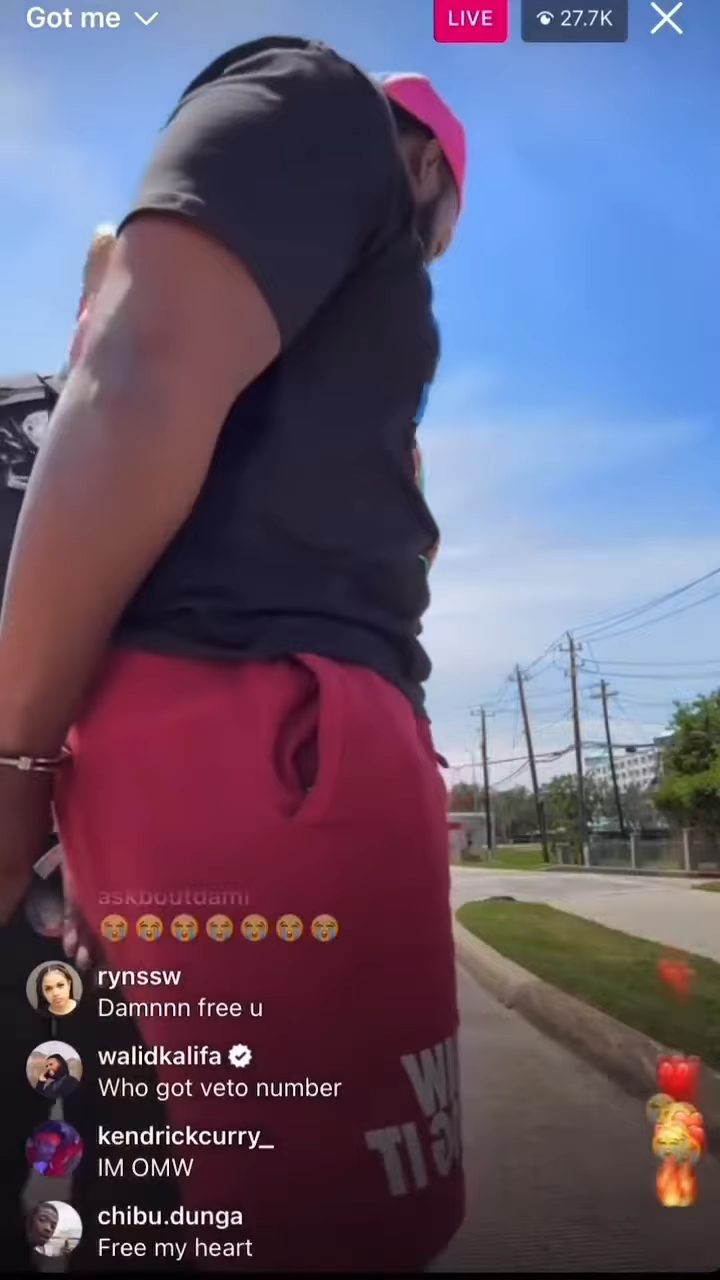 Got me
LIVE
27.7K
askboutdami
😭😭😭😭😭😭😭
rynssw
Damnnn free u
walidkalifa
Who got veto number
kendrickcurry_
IM OMW
chibu.dunga
Free my heart
IT